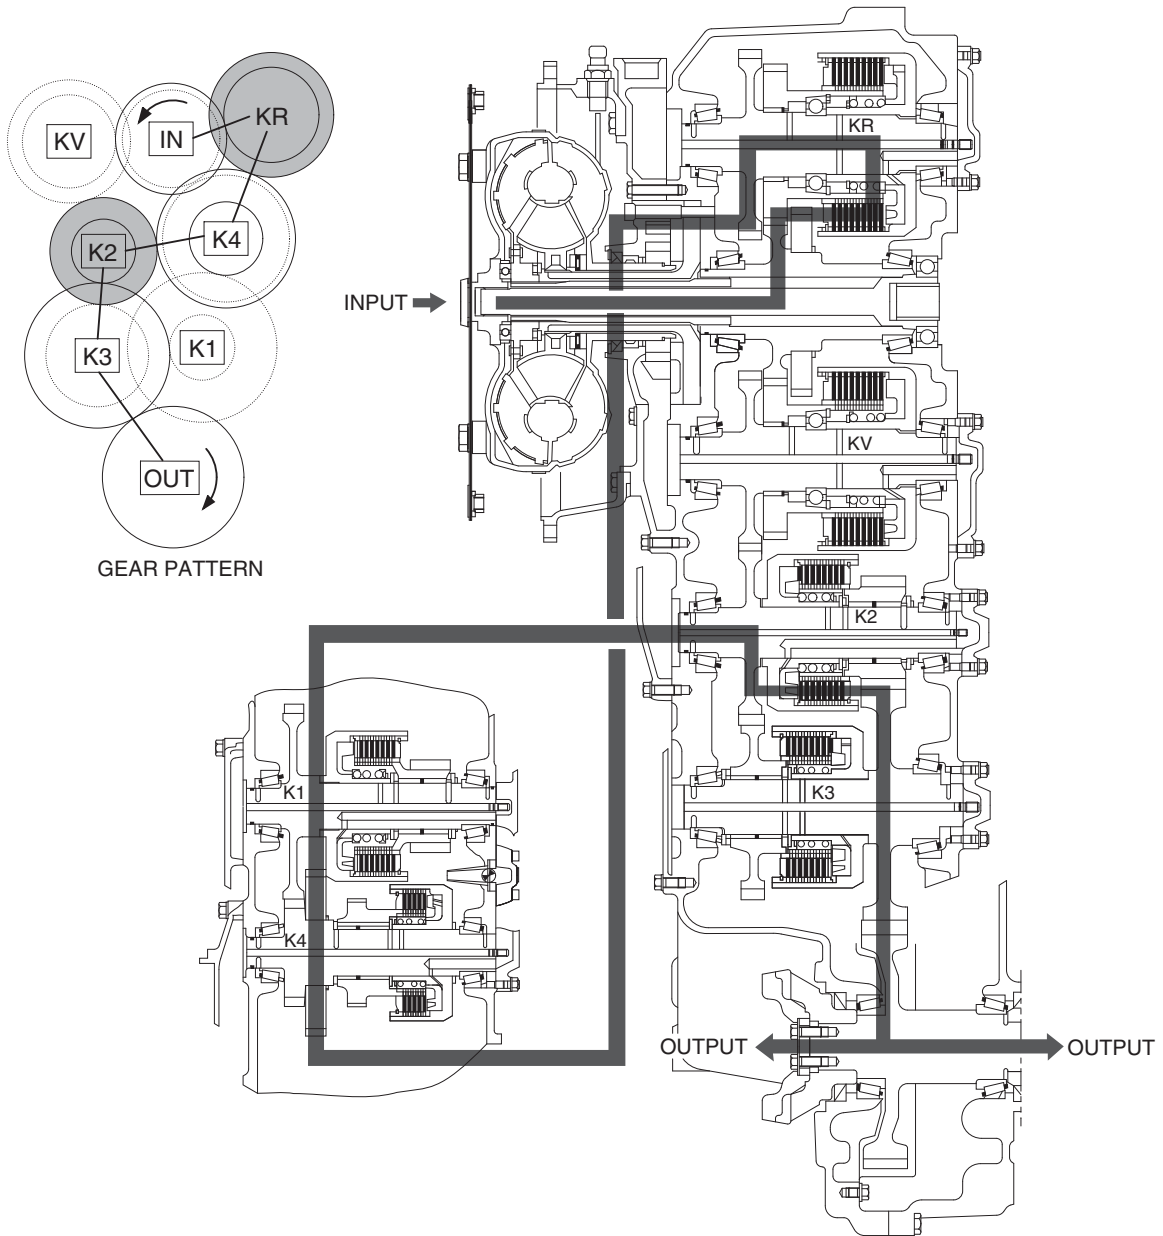 KV
IN
KR
K2
K4
K3
K1
OUT
GEAR PATTERN
INPUT
KR
KV
K2
K3
K1
K4
OUTPUT
OUTPUT